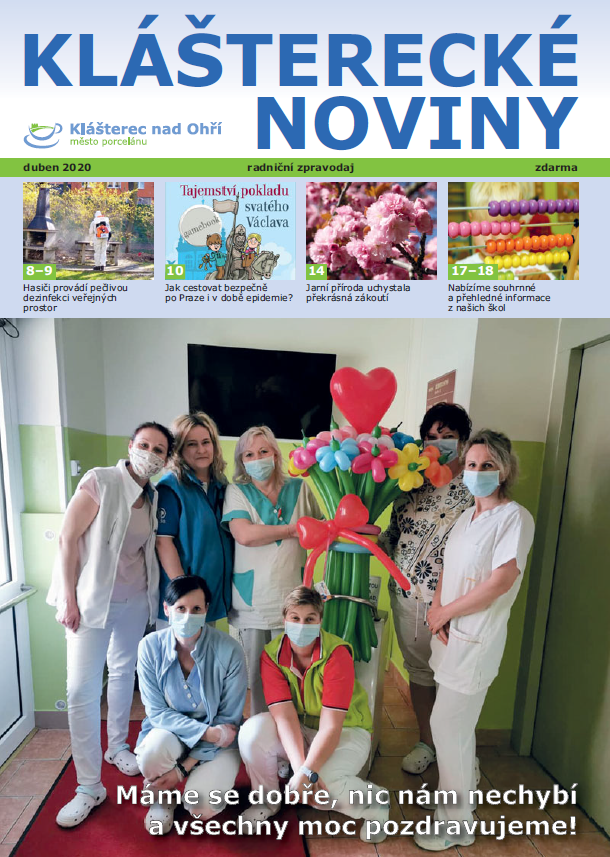 KLÁŠTERECKÉ
NOVINY
Klášterec nad Ohří
město porcelánu
duben 2020 radniční zpravodaj zdarma
8–9
Hasiči provádí pečlivou
dezinfekci veřejných
prostor
Tajemství pokladu
svatého
Václava
gamebook
10
Jak cestovat bezpečně
po Praze i v době epidemie?
14
Jarní příroda uchystala
překrásná zákoutí
17–18
Nabízíme souhrnné
a přehledné informace
z našich škol
Máme se dobře, nic nám nechybí
a všechny moc pozdravujeme!